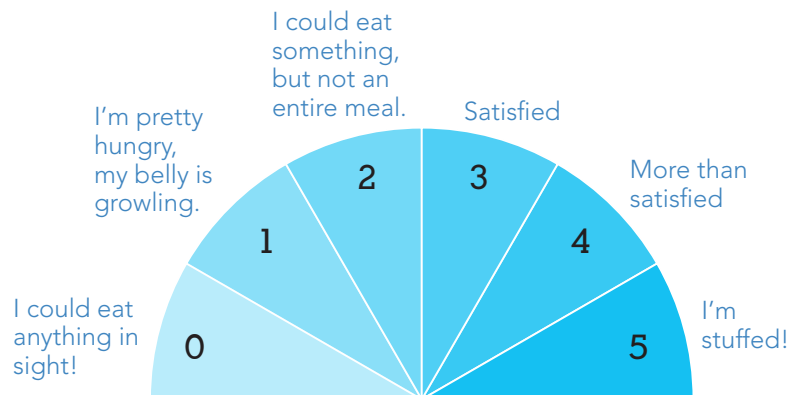 I could eat
anything in
sight!
0
I'm pretty
hungry,
my belly is
growling.
1
I could eat
something,
but not an
entire meal.
2
Satisfied
3
More than
satisfied
4
I'm
stuffed!
5